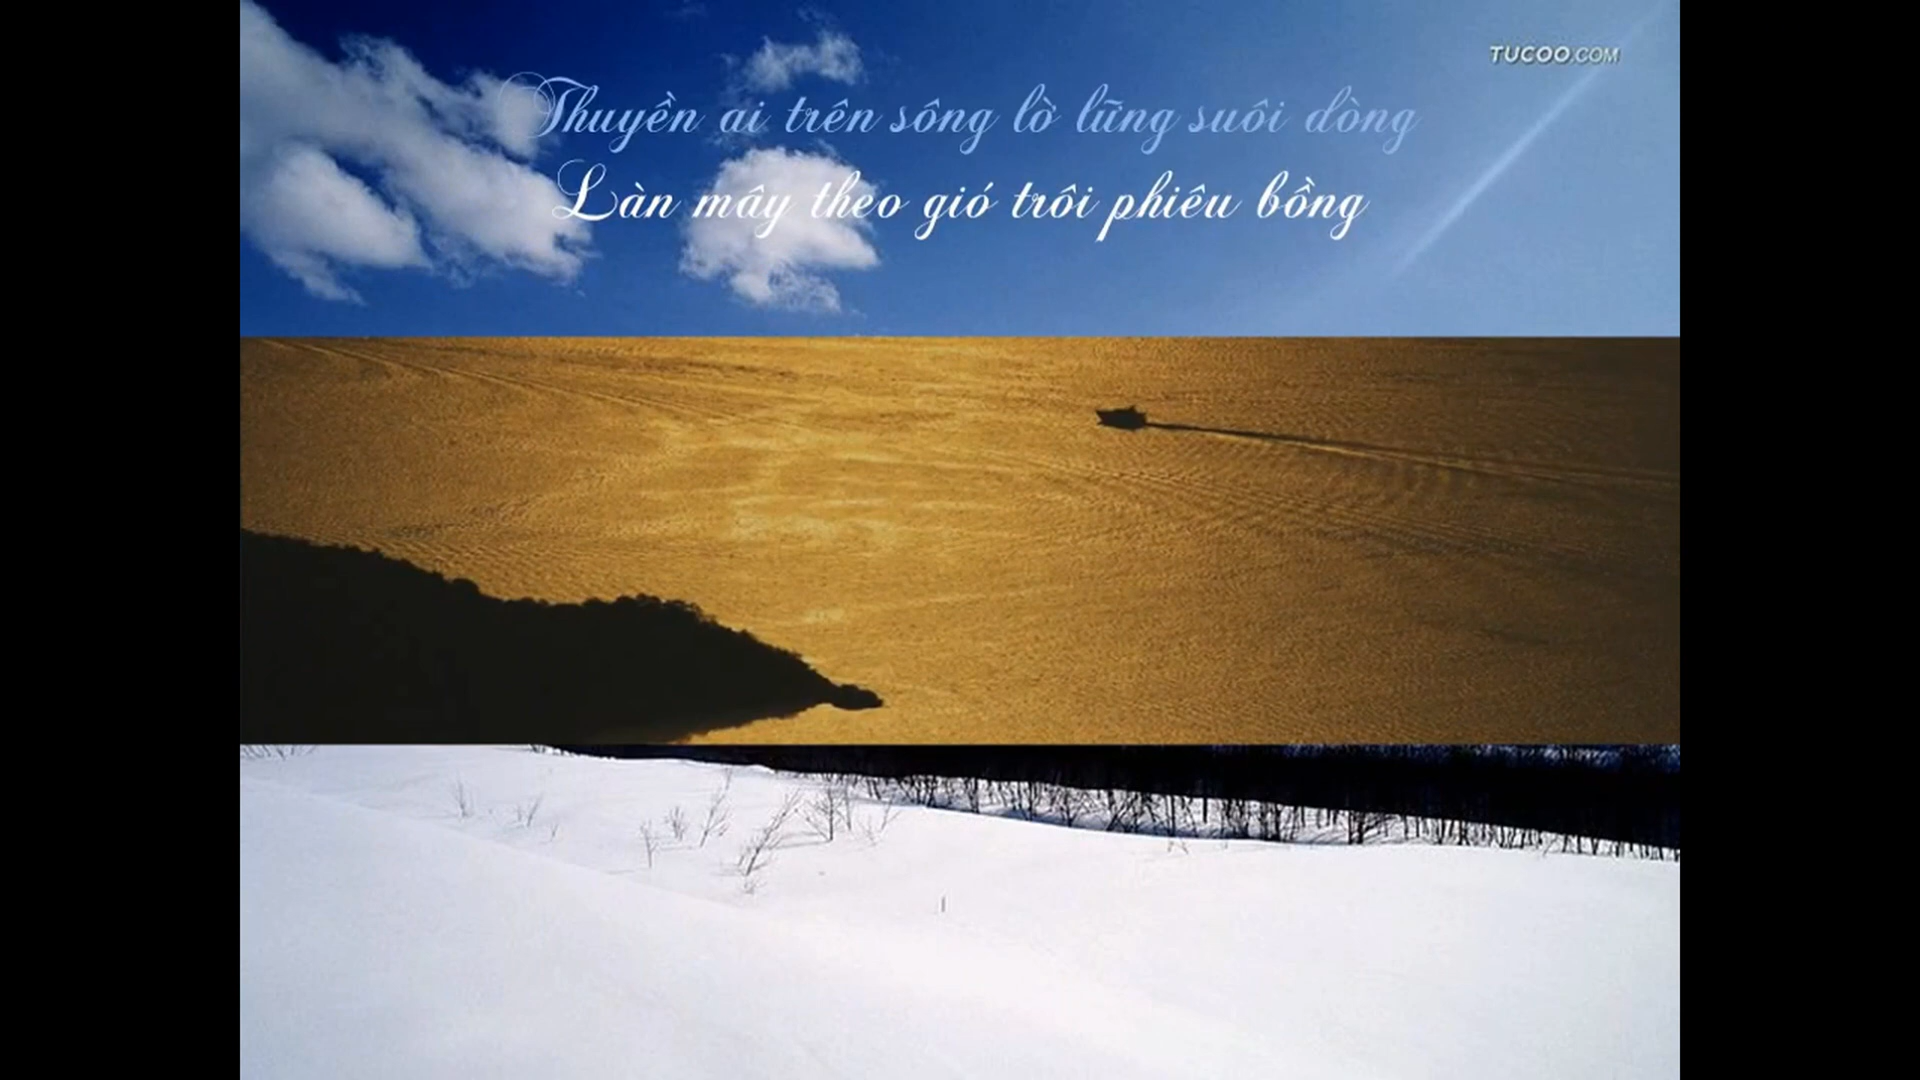 TUCOO.COM
Thuyền ai trên sông lờ lững suôi dòng
Làn mây theo gió trôi phiêu bồng